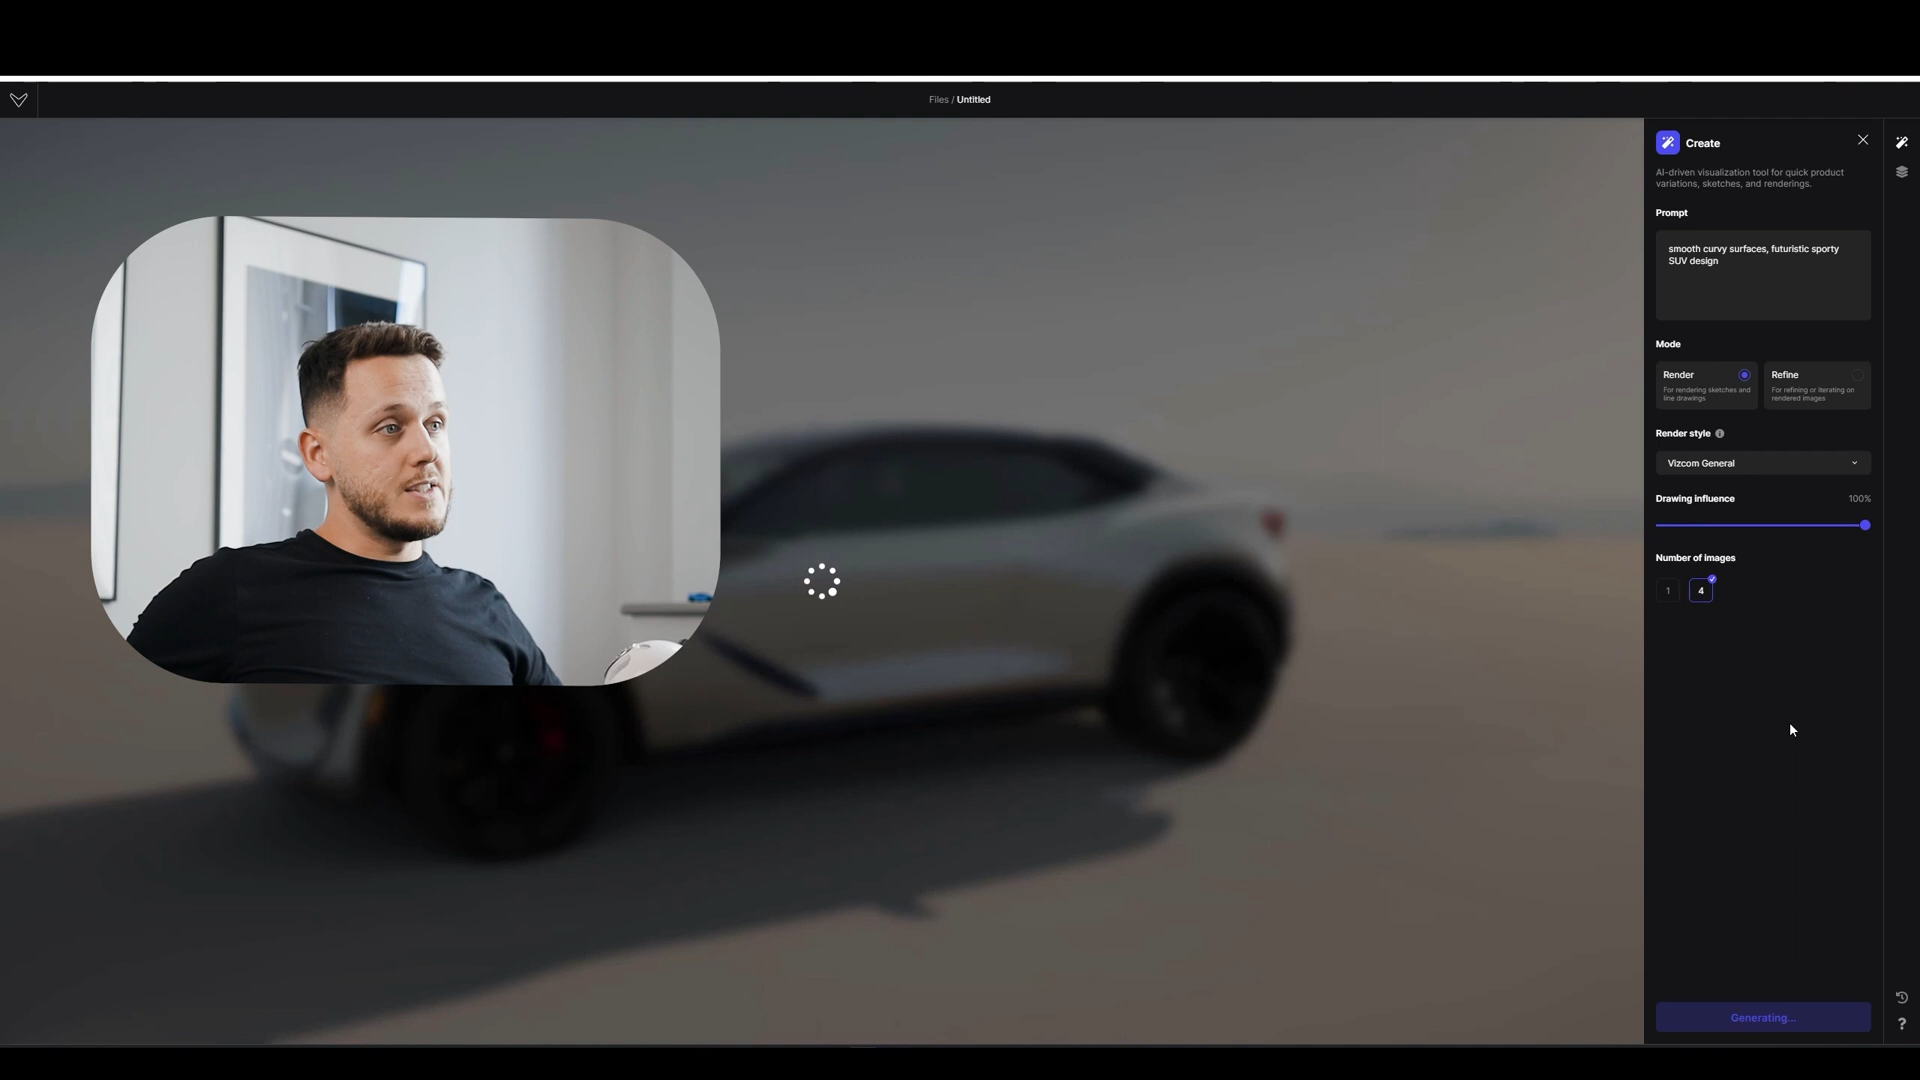 Files / Untitled
Create
AI-driven visualization tool for quick product
variations, sketches, and renderings.
Prompt
smooth curvy surfaces, futuristic sporty
SUV design
Mode
Render
For rendering sketches and
line drawings
Refine
For refining or iterating on
rendered images
Render style
Vizcom General
Drawing influence 100%
Number of images
1 4
Generating...
?